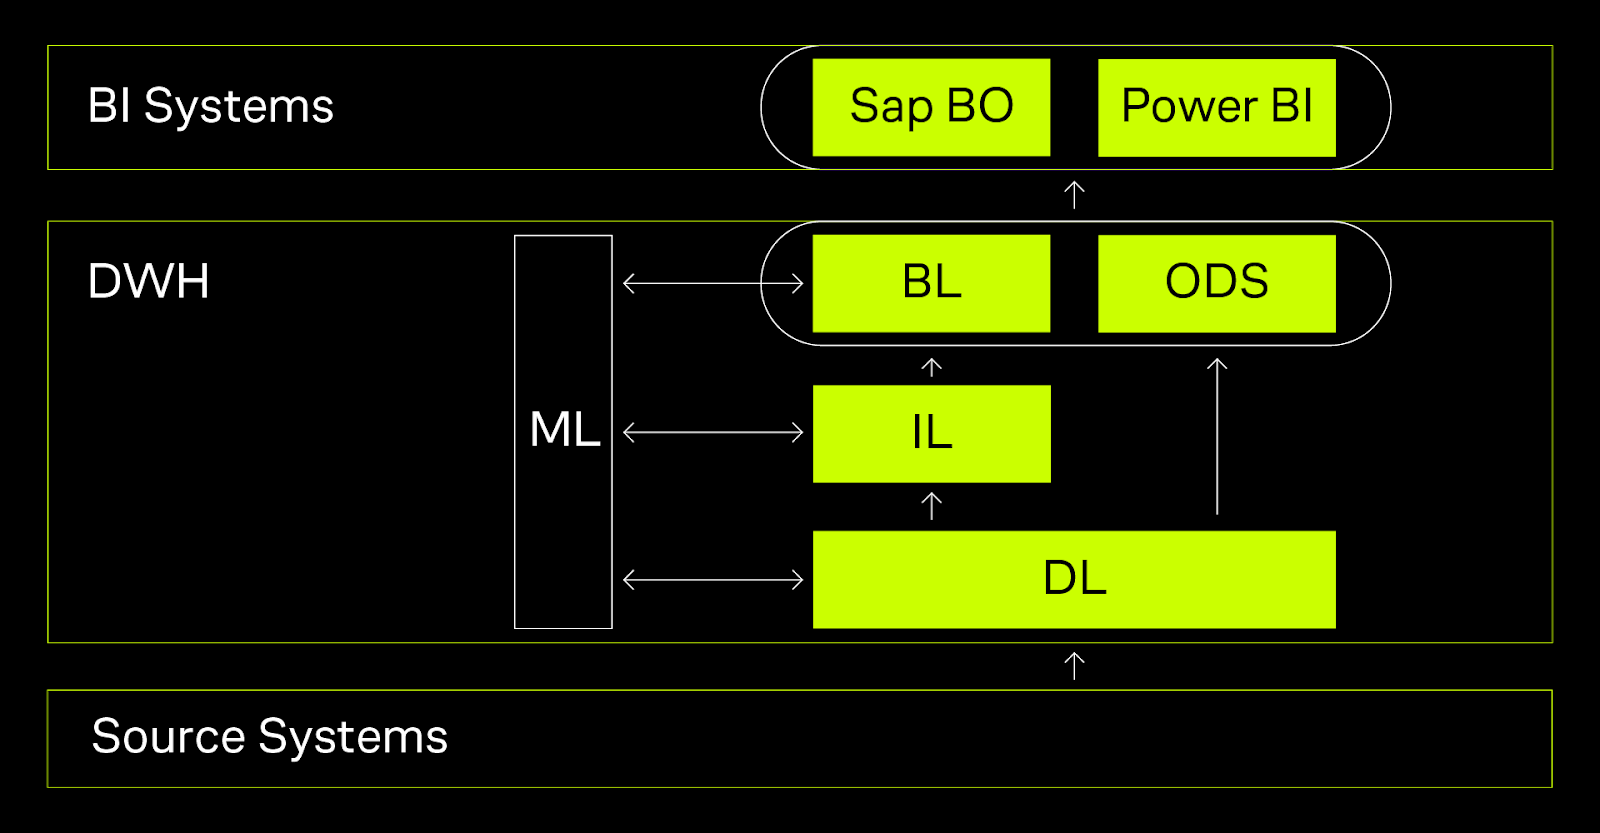 BI Systems
Sap BO
Power BI
DWH
BL
ODS
ML
IL
DL
Source Systems